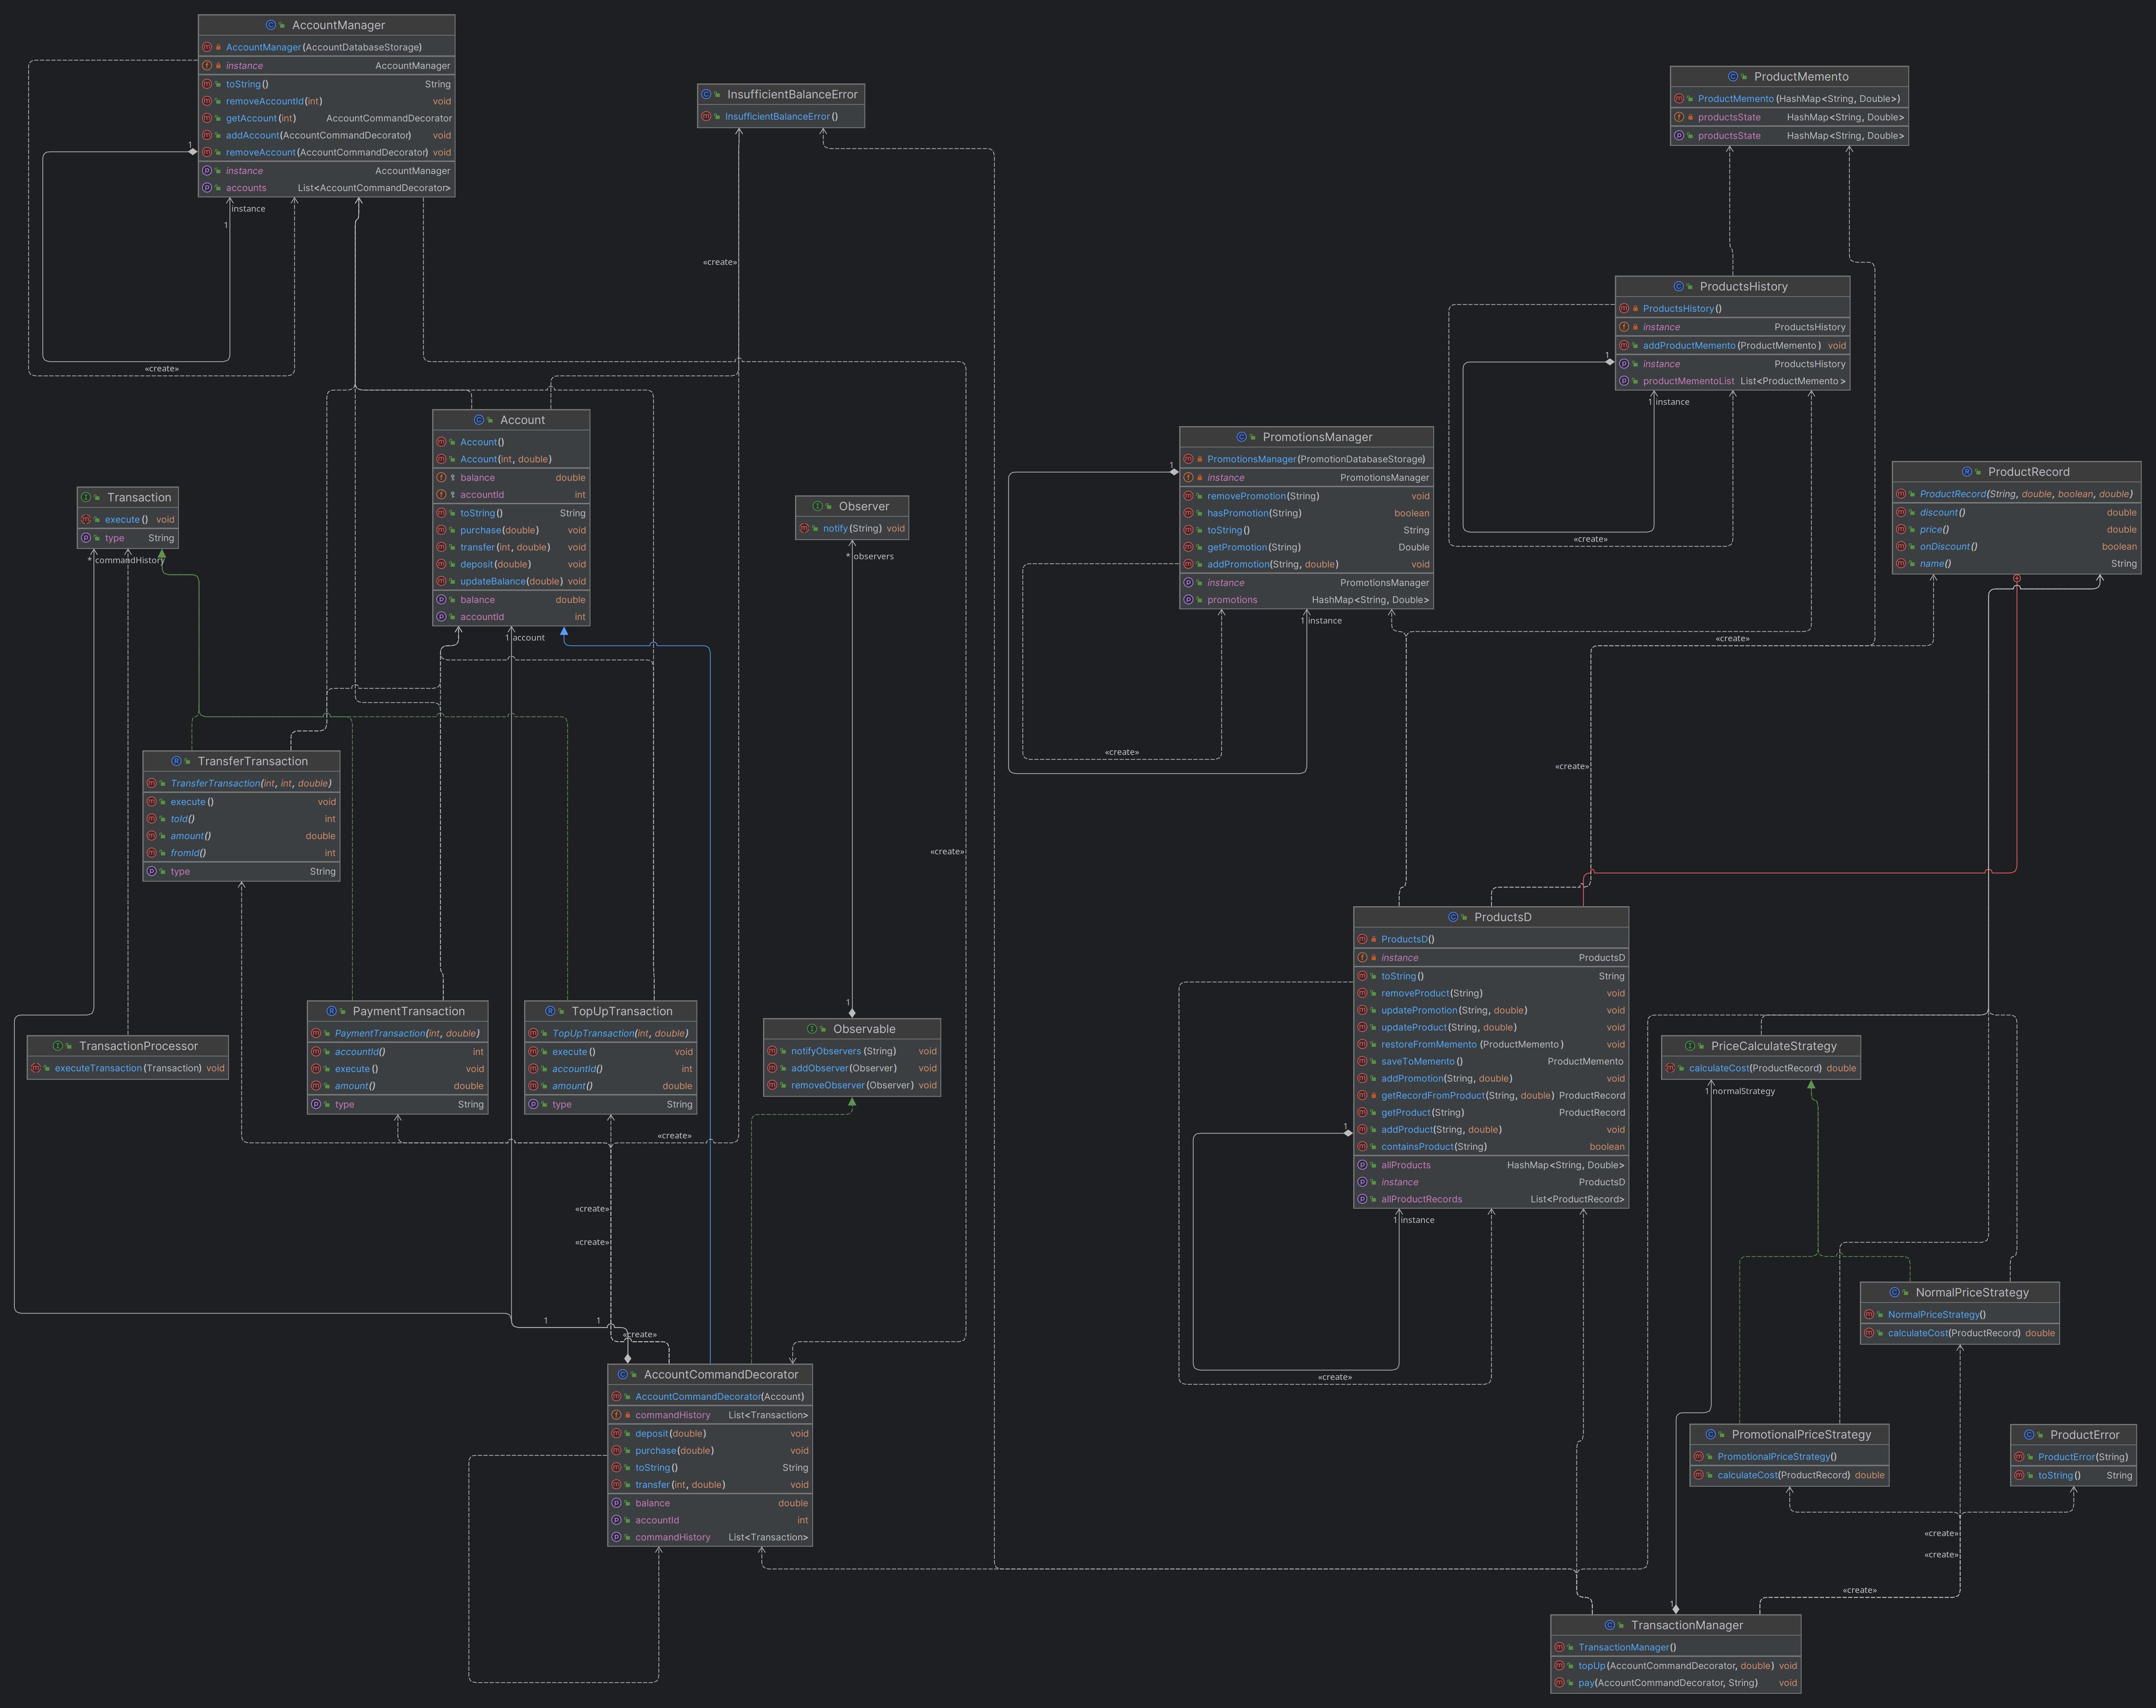 AccountManager
AccountManager(AccountDatabaseStorage)
instance AccountManager
toString() String
removeAccountId(int) void
getAccount(int) AccountCommandDecorator
addAccount(AccountCommandDecorator) void
removeAccount(AccountCommandDecorator) void
instance AccountManager
accounts List<AccountCommandDecorator>
1
instance
1
«create»
InsufficientBalanceError
InsufficientBalanceError()
«create»
ProductMemento
ProductMemento(HashMap<String, Double>)
productsState HashMap<String, Double>
productsState HashMap<String, Double>
ProductsHistory
ProductsHistory()
instance ProductsHistory
addProductMemento(ProductMemento) void
instance ProductsHistory
productMementoList List<ProductMemento>
1
1 instance
«create»
Account
Account()
Account(int, double)
balance double
accountId int
toString() String
purchase(double) void
transfer(int, double) void
deposit(double) void
updateBalance(double) void
balance double
accountId int
1 account
PromotionsManager
PromotionsManager(PromotionDatabaseStorage)
instance PromotionsManager
removePromotion(String) void
hasPromotion(String) boolean
toString() String
getPromotion(String) Double
addPromotion(String, double) void
instance PromotionsManager
promotions HashMap<String, Double>
1
1 instance
«create»
ProductRecord
ProductRecord(String, double, boolean, double)
discount() double
price() double
onDiscount() boolean
name() String
«create»
«create»
Transaction
execute() void
type String
* commandHistory
Observer
notify(String) void
* observers
1
TransferTransaction
TransferTransaction(int, int, double)
execute() void
toId() int
amount() double
fromId() int
type String
«create»
ProductsD
ProductsD()
instance ProductsD
toString() String
removeProduct(String) void
updatePromotion(String, double) void
updateProduct(String, double) void
restoreFromMemento(ProductMemento) void
saveToMemento() ProductMemento
addPromotion(String, double) void
getRecordFromProduct(String, double) ProductRecord
getProduct(String) ProductRecord
addProduct(String, double) void
containsProduct(String) boolean
allProducts HashMap<String, Double>
instance ProductsD
allProductRecords List<ProductRecord>
1
1 instance
«create»
TransactionProcessor
executeTransaction(Transaction) void
PaymentTransaction
PaymentTransaction(int, double)
accountId() int
execute() void
amount() double
type String
TopUpTransaction
TopUpTransaction(int, double)
execute() void
accountId() int
amount() double
type String
Observable
notifyObservers(String) void
addObserver(Observer) void
removeObserver(Observer) void
«create»
«create»
«create»
PriceCalculateStrategy
calculateCost(ProductRecord) double
1 normalStrategy
NormalPriceStrategy
NormalPriceStrategy()
calculateCost(ProductRecord) double
1
1
«create»
AccountCommandDecorator
AccountCommandDecorator(Account)
commandHistory List<Transaction>
deposit(double) void
purchase(double) void
toString() String
transfer(int, double) void
balance double
accountId int
commandHistory List<Transaction>
PromotionalPriceStrategy
PromotionalPriceStrategy()
calculateCost(ProductRecord) double
ProductError
ProductError(String)
toString() String
«create»
«create»
«create»
1
TransactionManager
TransactionManager()
topUp(AccountCommandDecorator, double) void
pay(AccountCommandDecorator, String) void